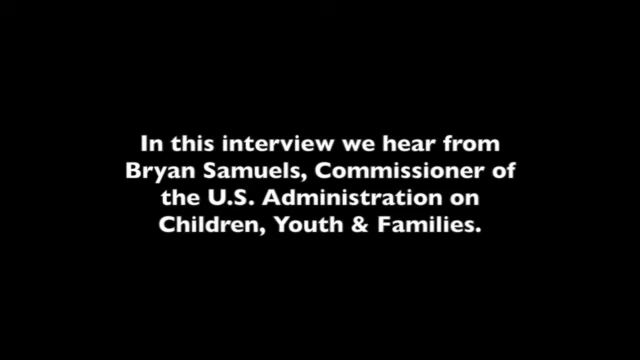 In this interview we hear from
Bryan Samuels, Commissioner of
the U.S. Administration on
Children, Youth & Families.